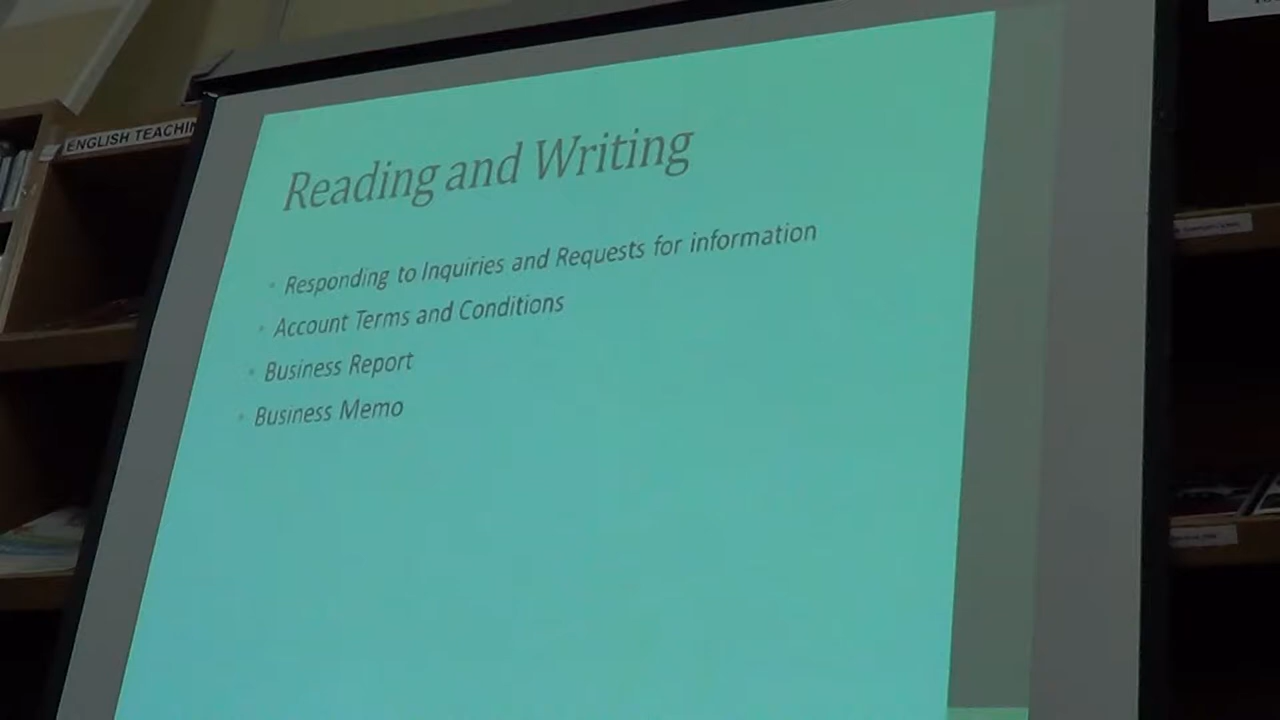 ENGLISH TEACHIN
Reading and Writing
Responding to Inquiries and Requests for information
Account Terms and Conditions
Business Report
Business Memo